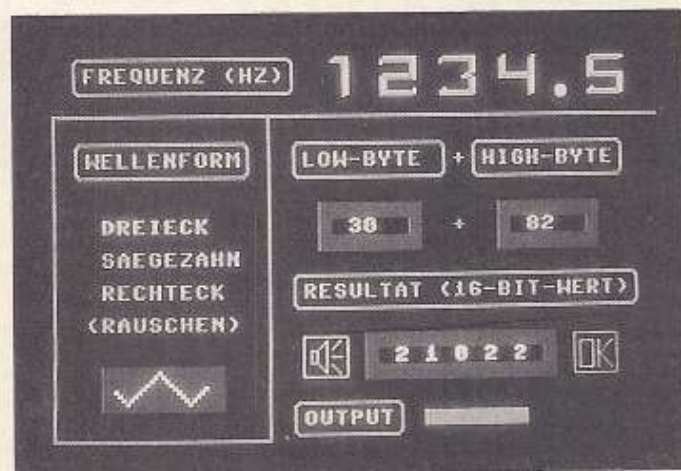 FREQUENZ (HZ) 1234.5
WELLENFORM
DREIECK
SAEGEZAHN
RECHTECK
(RAUSCHEN)
LOW-BYTE + HIGH-BYTE
30 + 82
RESULTAT (16-BIT-WERT)
21022 OK
OUTPUT